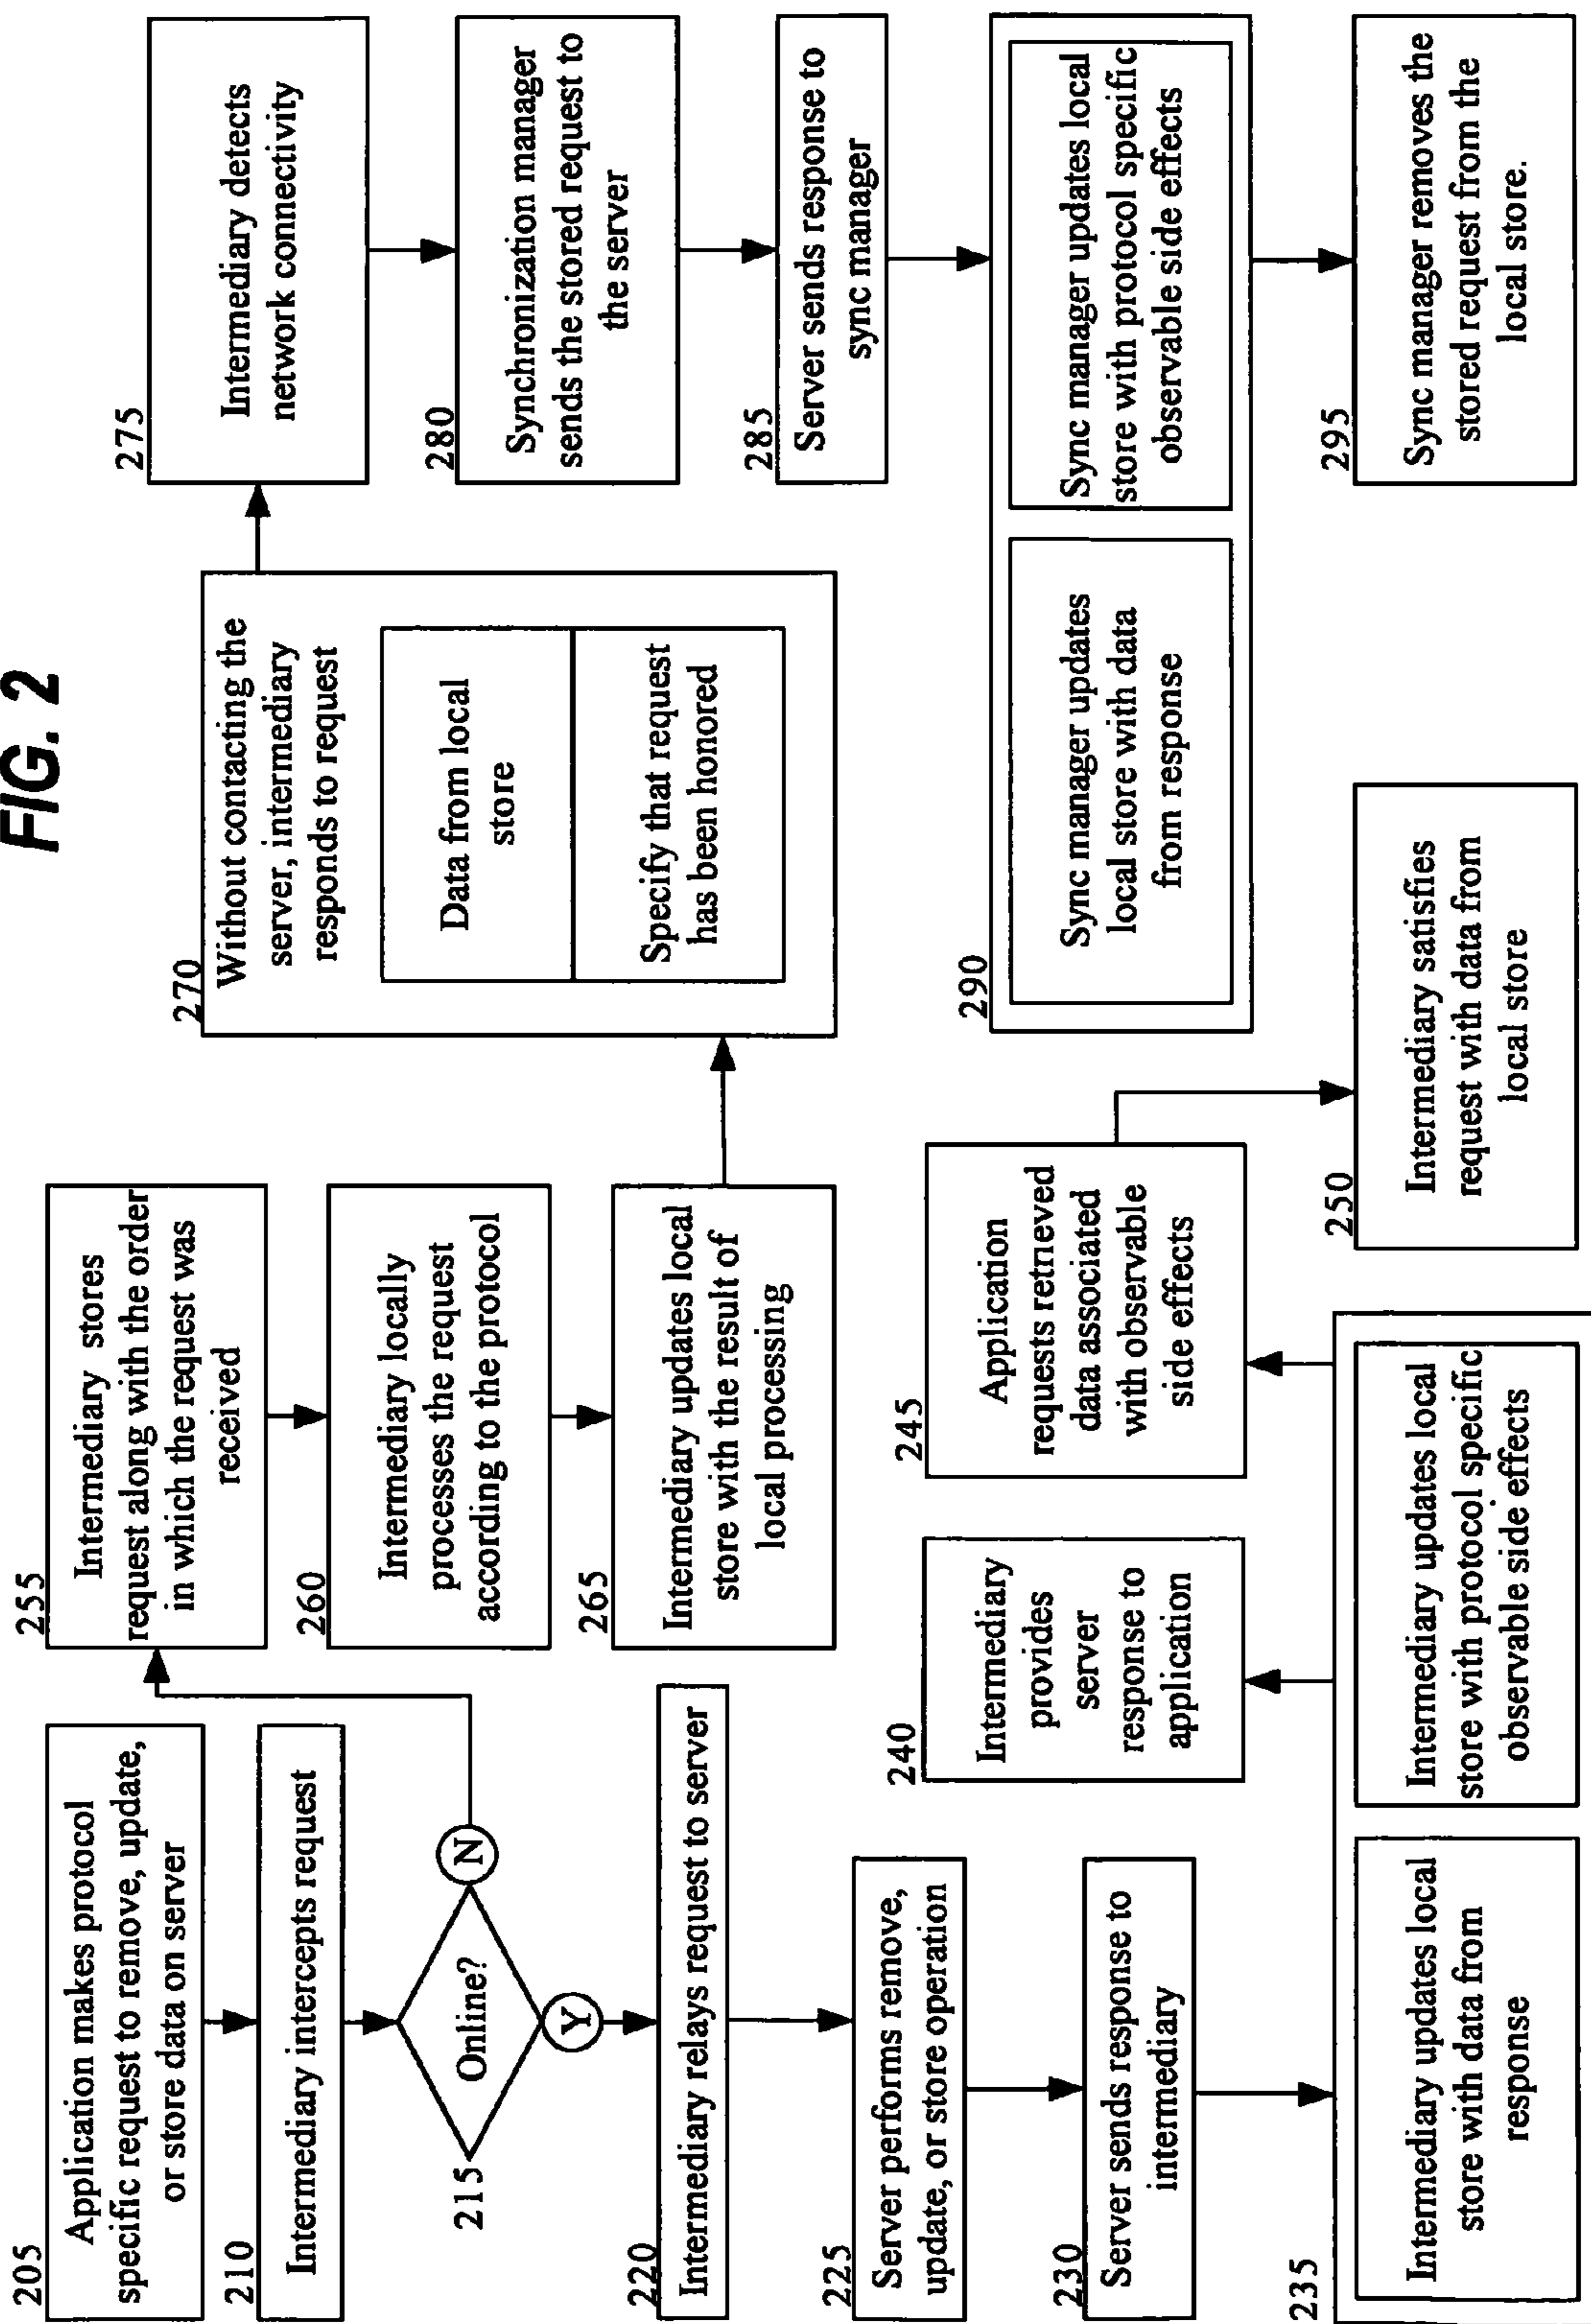 FIG. 2
205
Application makes protocol
specific request to remove, update,
or store data on server
210
Intermediary intercepts request
215
Online?
N
Y
220
Intermediary relays request to server
225
Server performs remove,
update, or store operation
230
Server sends response to
intermediary
235
Intermediary updates local
store with data from
response
Intermediary updates local
store with protocol specific
observable side effects
240
Intermediary
provides
server
response to
application
245
Application
requests retrieved
data associated
with observable
side effects
250
Intermediary satisfies
request with data from
local store
255
Intermediary stores
request along with the order
in which the request was
received
260
Intermediary locally
processes the request
according to the protocol
265
Intermediary updates local
store with the result of
local processing
270
Without contacting the
server, intermediary
responds to request
Data from local
store
Specify that request
has been honored
275
Intermediary detects
network connectivity
280
Synchronization manager
sends the stored request to
the server
285
Server sends response to
sync manager
290
Sync manager updates
local store with data
from response
Sync manager updates local
store with protocol specific
observable side effects
295
Sync manager removes the
stored request from the
local store.